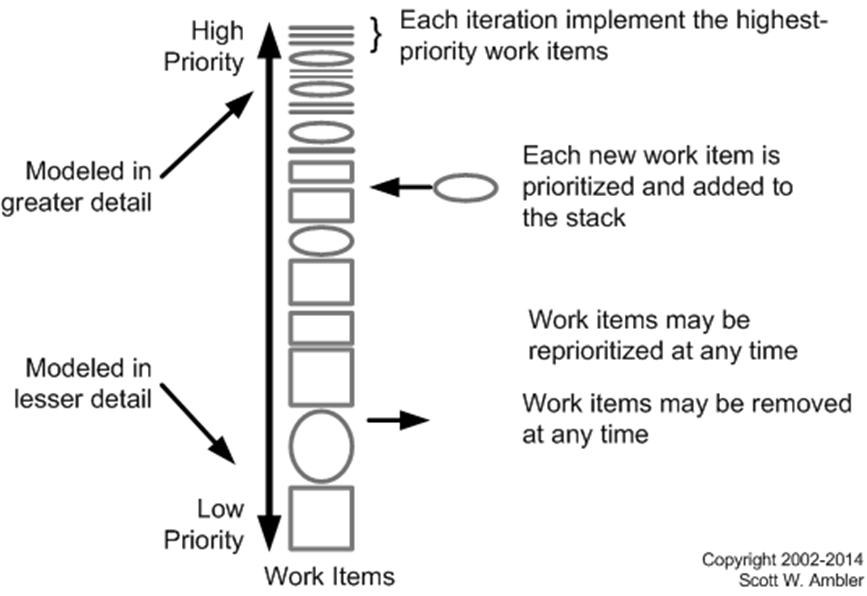 High
Priority
Each iteration implement the highest-
priority work items
Modeled in
greater detail
Each new work item is
prioritized and added to
the stack
Work items may be
reprioritized at any time
Modeled in
lesser detail
Work items may be removed
at any time
Low
Priority
Work Items
Copyright 2002-2014
Scott W. Ambler